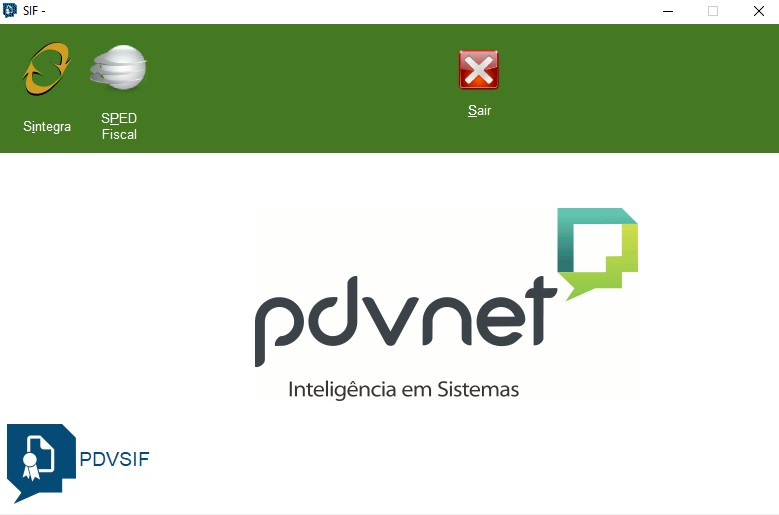 SIF -
Sintegra
SPED
Fiscal
Sair
pdvnet
Inteligência em Sistemas
PDVSIF